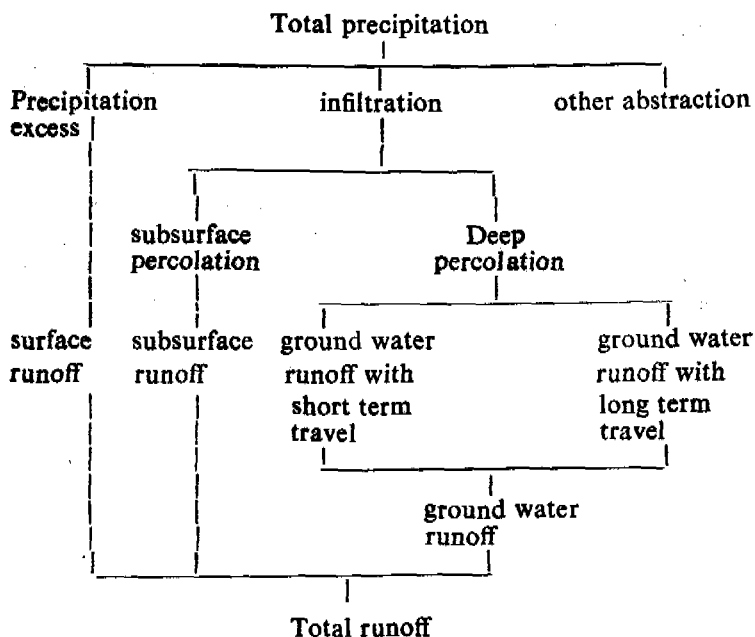 Total precipitation
Precipitation
excess
infiltration
other abstraction
subsurface
percolation
Deep
percolation
surface
runoff
subsurface
runoff
ground water
runoff with
short term
travel
ground water
runoff with
long term
travel
ground water
runoff
Total runoff